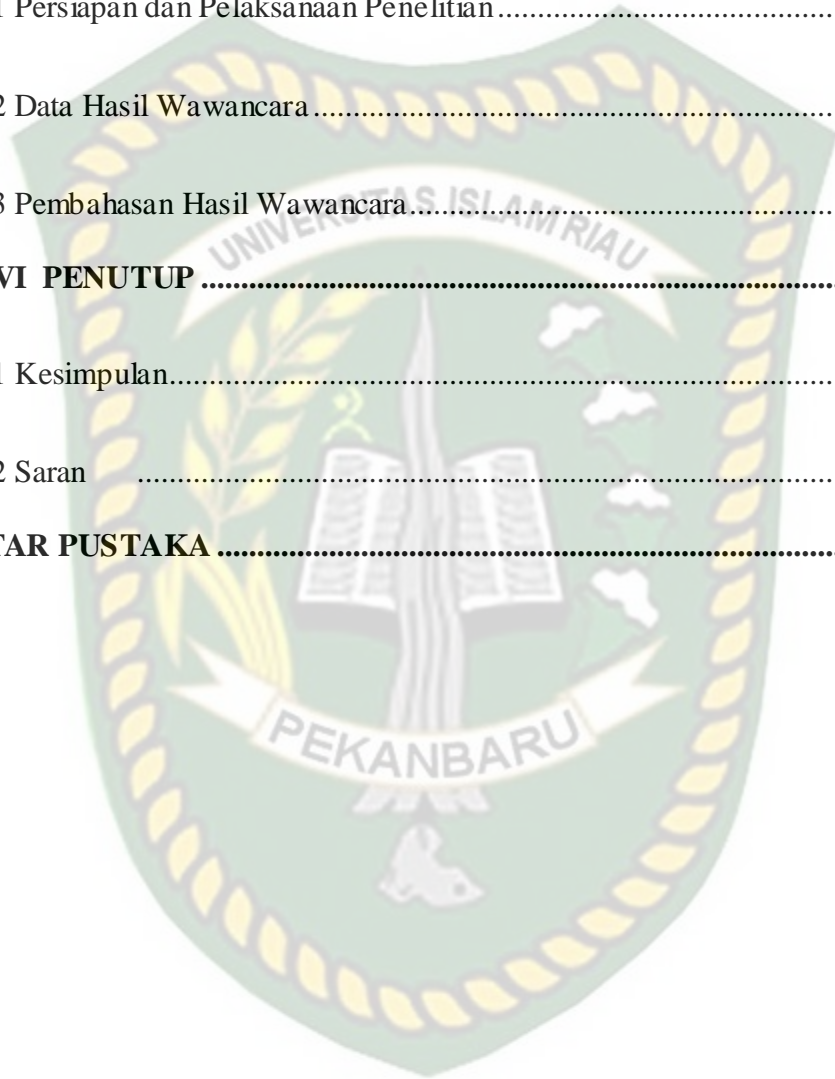 1 Persiapan dan Pelaksanaan Penelitian ..........................................
2 Data Hasil Wawancara .................................................................
3 Pembahasan Hasil Wawancara.....................................................
UNIVERSITAS ISLAM RIAU
VI PENUTUP ................................................................................
1 Kesimpulan...................................................................................
2 Saran .......................................................................................
TAR PUSTAKA ..............................................................................
PEKANBARU